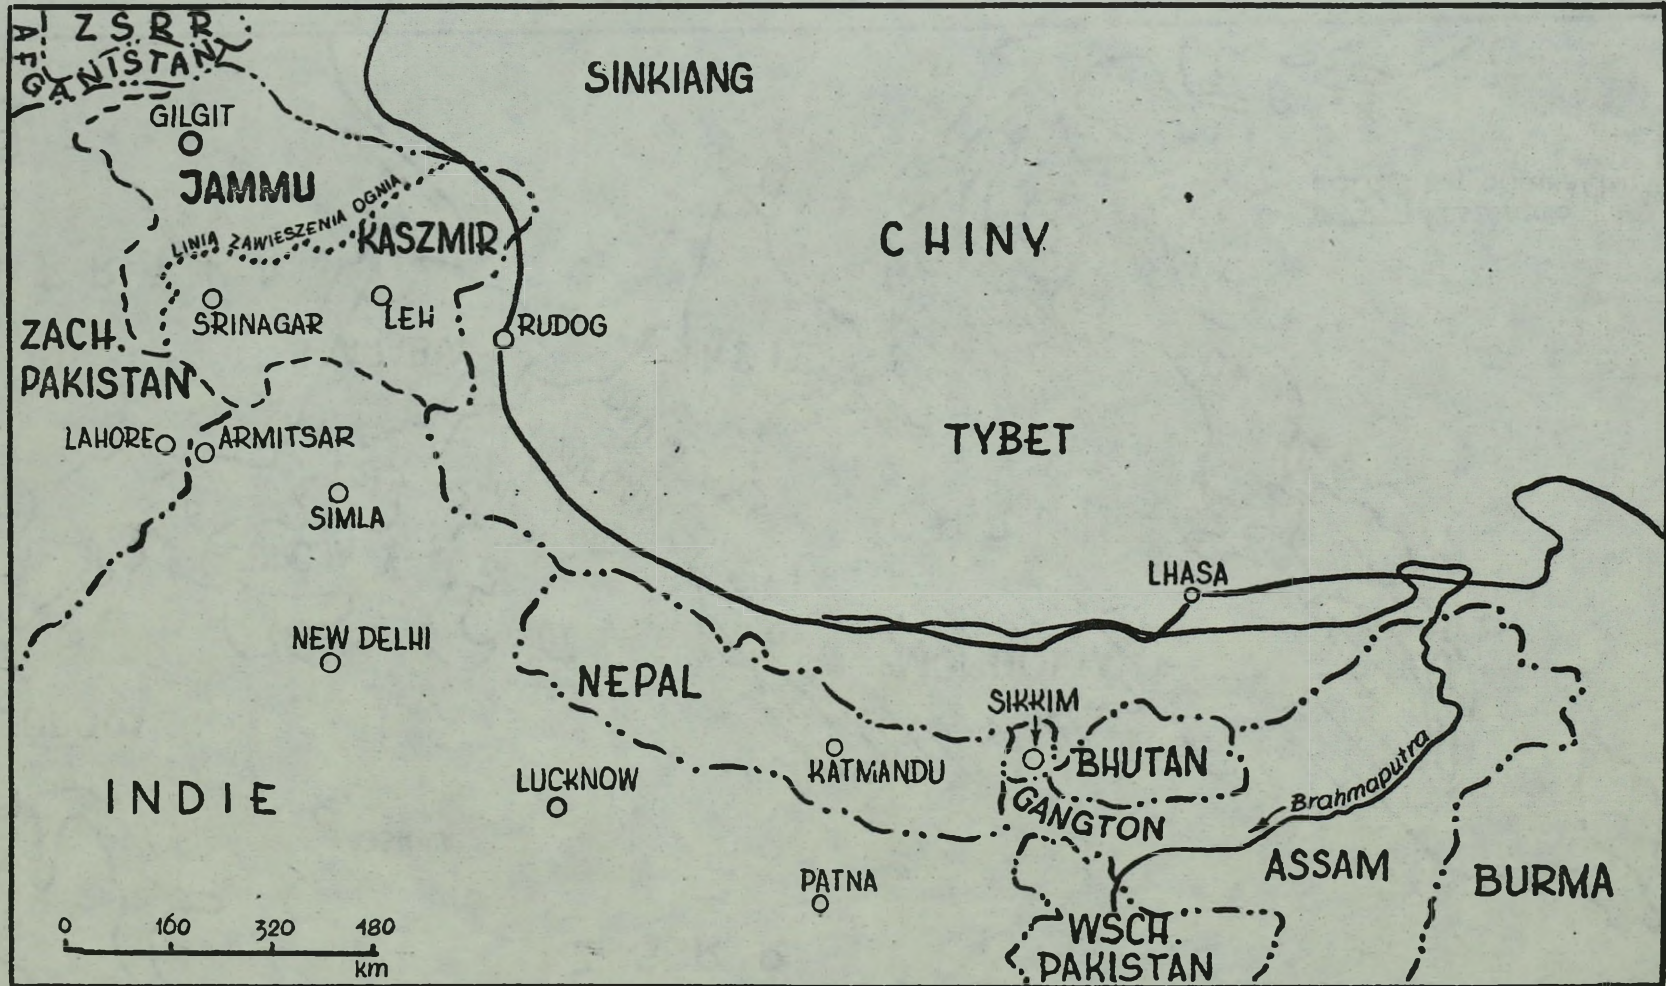 ZSRR
AFGANISTAN
SINKIANG
GILGIT
JAMMU
LINIA ZAWIESZENIA OGNIA
KASZMIR
CHINY
SRINAGAR
LEH
RUDOG
ZACH.
PAKISTAN
LAHORE
ARMITSAR
TYBET
SIMLA
LHASA
NEW DELHI
NEPAL
SIKKIM
BHUTAN
KATMANDU
LUCKNOW
INDIE
GANGTON
Brahmaputra
ASSAM
BURMA
PATNA
WSCH.
PAKISTAN
0 160 320 480
km